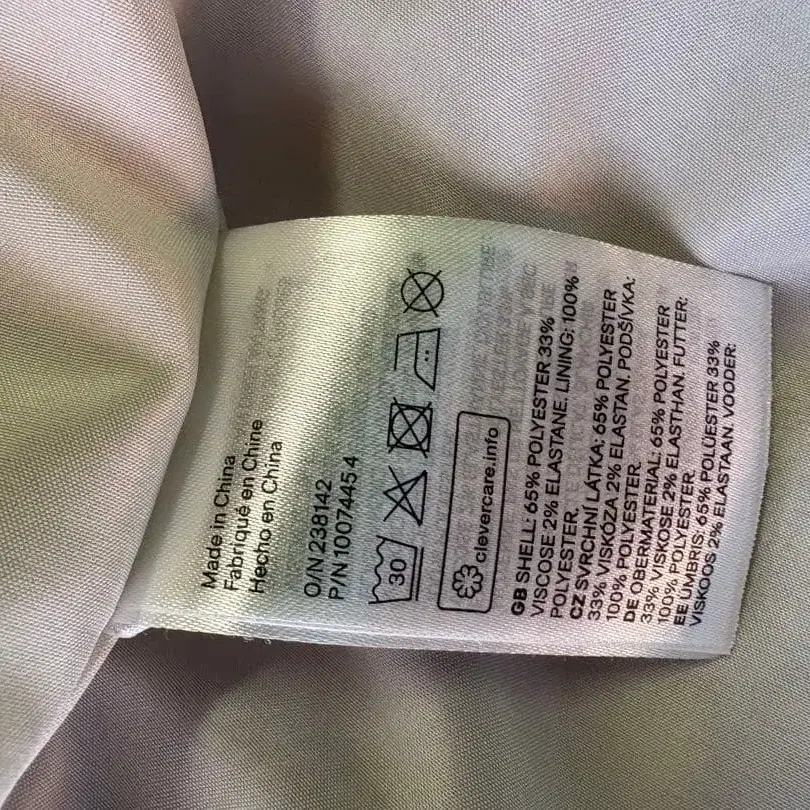 Made in China
Fabriqué en Chine
Hecho en China
O/N 238142
P/N 1007445 4
30
clevercare.info
GB SHELL: 65% POLYESTER 33%
VISCOSE 2% ELASTANE. LINING: 100%
POLYESTER.
CZ SVRCHNÍ LÁTKA: 65% POLYESTER
33% VISKÓZA 2% ELASTAN. PODŠÍVKA:
100% POLYESTER.
DE OBERMATERIAL: 65% POLYESTER
33% VISKOSE 2% ELASTHAN. FUTTER:
100% POLYESTER.
EE ÜMBRIS: 65% POLÜESTER 33%
VISKOOS 2% ELASTAAN. VOODER: